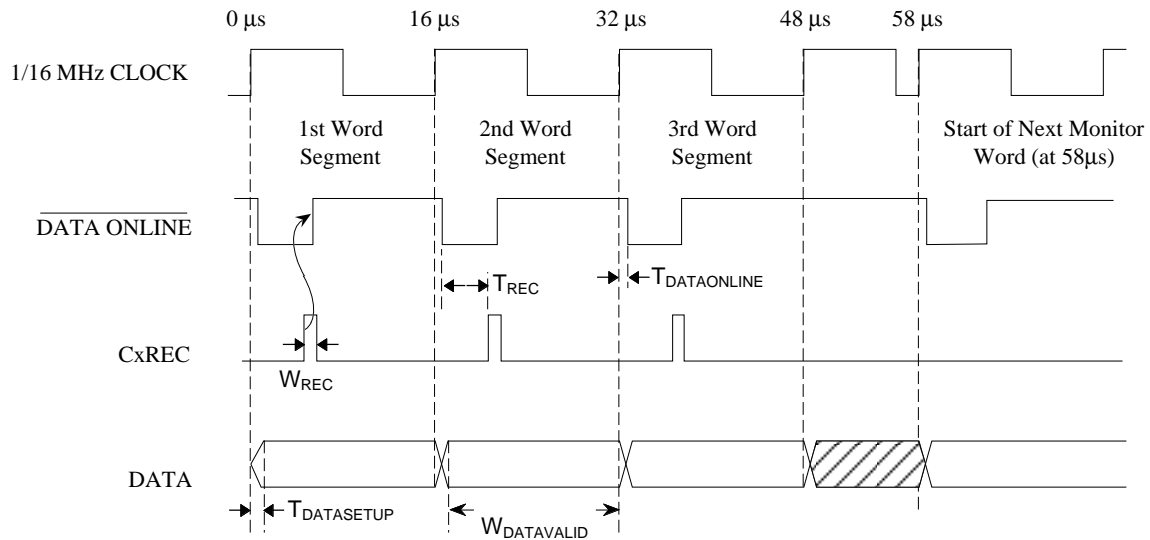 0 μs 16 μs 32 μs 48 μs 58 μs
1/16 MHz CLOCK
1st Word
Segment
2nd Word
Segment
3rd Word
Segment
Start of Next Monitor
Word (at 58μs)
DATA ONLINE
TREC
TDATAONLINE
CxREC
WREC
DATA
TDATASETUP
WDATAVALID